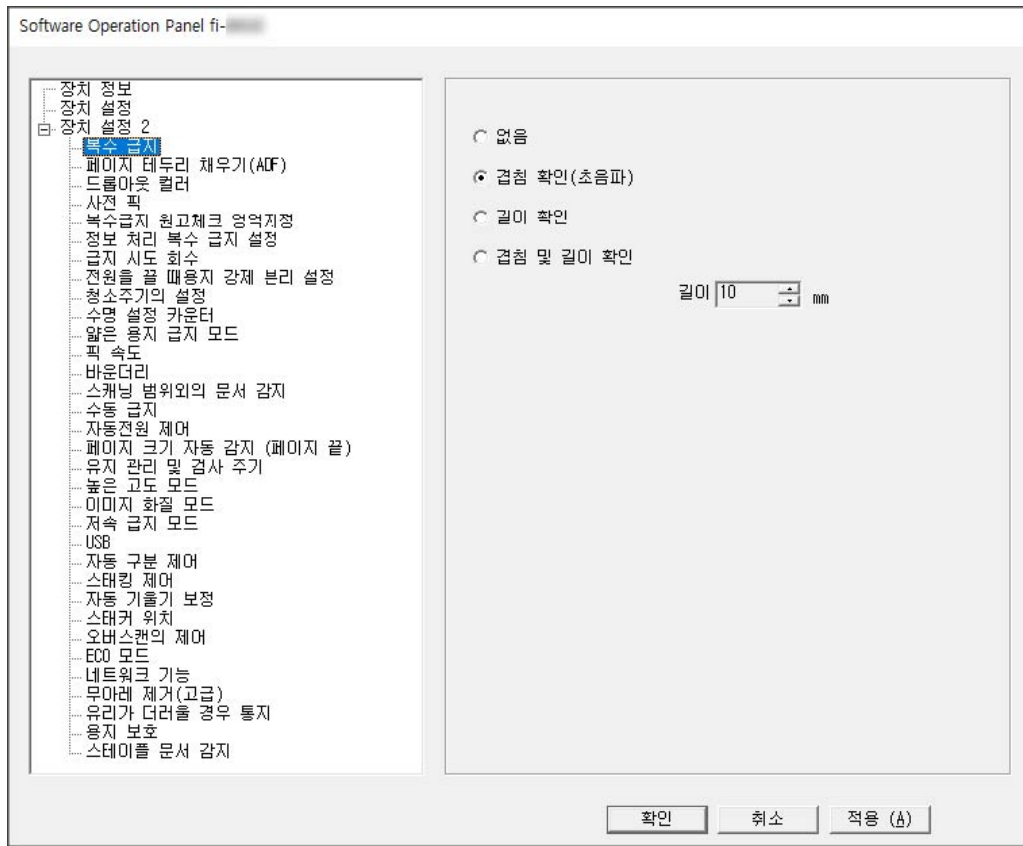 Software Operation Panel fi-
장치 정보
장치 설정
장치 설정 2
복수 급지
페이지 테두리 채우기(ADF)
드롭아웃 컬러
사전 픽
복수급지 원고체크 영역지정
정보 처리 복수 급지 설정
급지 시도 회수
전원을 끌 때용지 강제 분리 설정
청소주기의 설정
수명 설정 카운터
얇은 용지 급지 모드
픽 속도
바운더리
스캐닝 범위외의 문서 감지
수동 급지
자동전원 제어
페이지 크기 자동 감지 (페이지 끝)
유지 관리 및 검사 주기
높은 고도 모드
이미지 화질 모드
저속 급지 모드
USB
자동 구분 제어
스태킹 제어
자동 기울기 보정
스태커 위치
오버스캔의 제어
ECO 모드
네트워크 기능
무아레 제거(고급)
유리가 더러울 경우 통지
용지 보호
스테이플 문서 감지
없음
겹침 확인(초음파)
길이 확인
겹침 및 길이 확인
길이 10 mm
확인 취소 적용 (A)